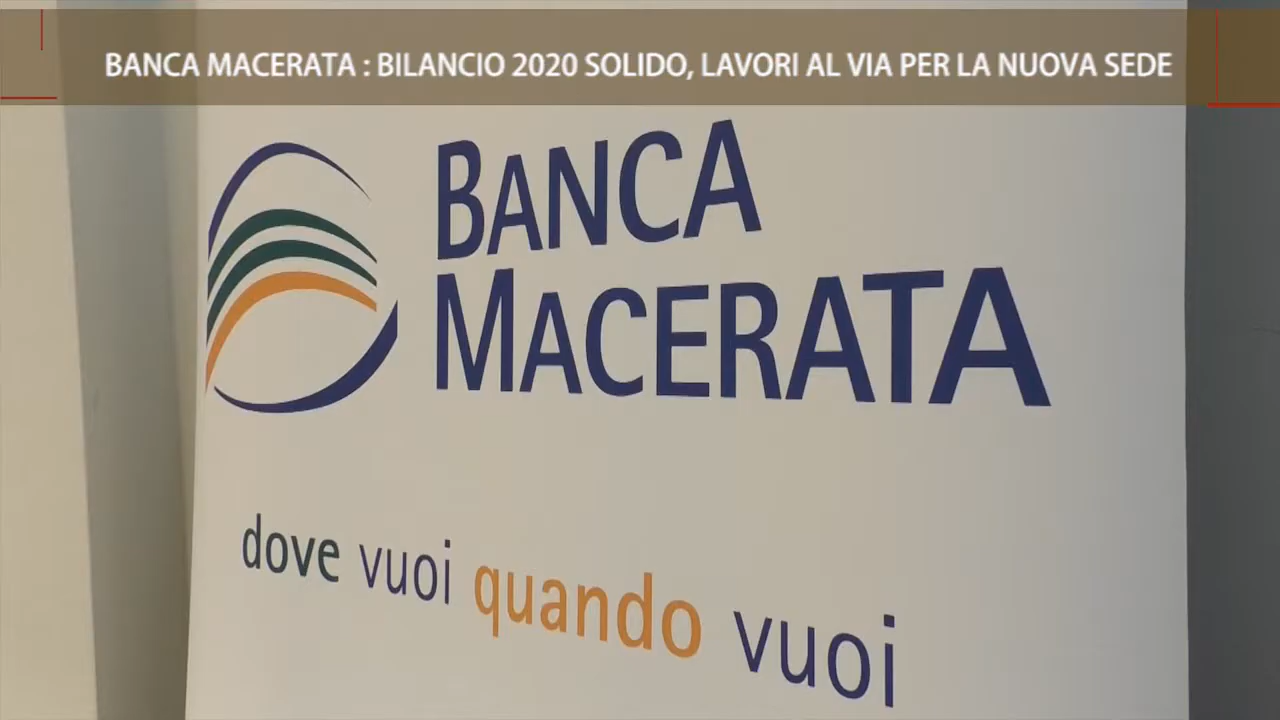 BANCA MACERATA : BILANCIO 2020 SOLIDO, LAVORI AL VIA PER LA NUOVA SEDE
BANCA
MACERATA
dove vuoi quando vuoi